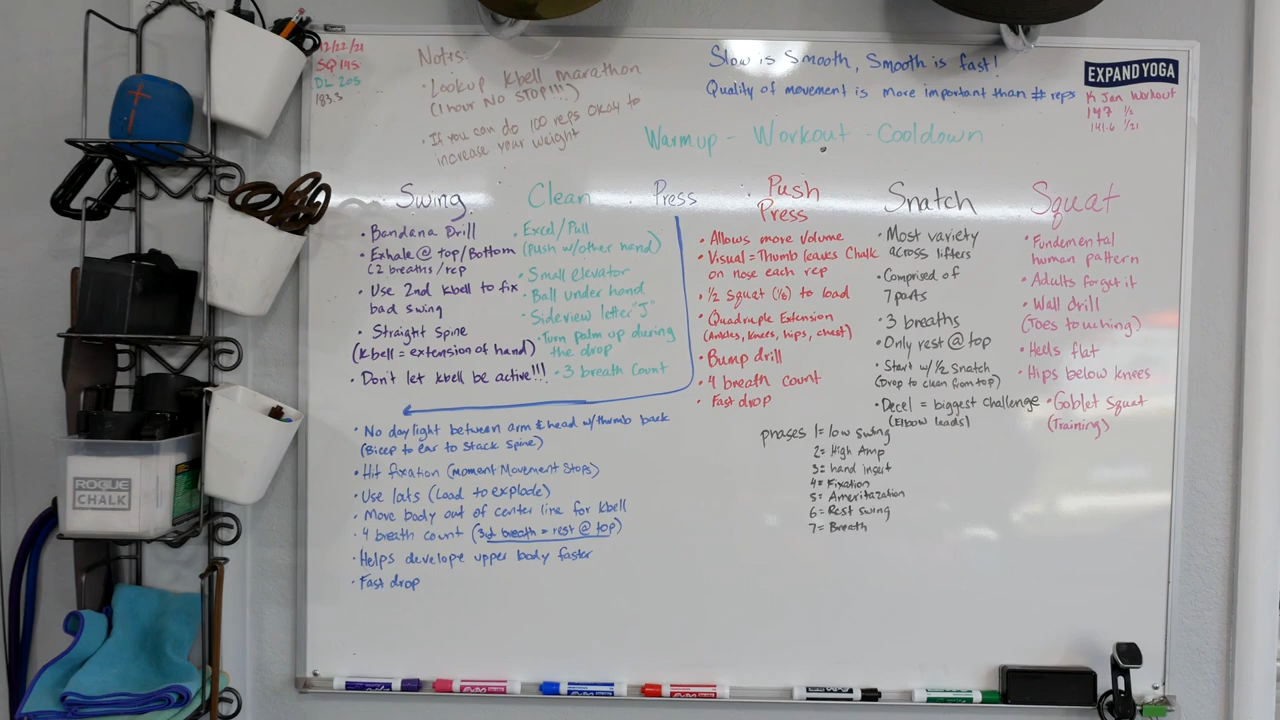 12/22/21
SQ 145
DL 205
183.3
Notes:
• Lookup Kbell marathon
(1 hour No STOP!!!)
• If you can do 100 reps okay to
increase your weight
Slow is Smooth, Smooth is fast!
Quality of movement is more important than # reps
EXPAND YOGA
K Jan Workout
147 1/2
141.6 1/21
Warmup - Workout - Cooldown
Swing
• Bandana Drill
• Exhale @ top/Bottom
(2 breaths/rep
• Use 2nd Kbell to fix
bad swing
• Straight Spine
(Kbell = extension of hand)
• Don't let Kbell be active!!!
Clean
• Excel/Pull
(push w/other hand)
• Small elevator
• Ball under hand
• Sideview letter "J"
• Turn palm up during
the drop
• 3 breath Count
Press
• No daylight between arm & head w/thumb back
(Bicep to Ear to Stack Spine)
• Hit fixation (Moment Movement Stops)
• Use lats (Load to explode)
• Move body out of center line for Kbell
• 4 breath count (3rd breath = rest @ top)
• Helps develope upper body faster
• Fast drop
Push
Press
• Allows more Volume
• Visual = Thumb leaves Chalk
on nose each rep
• 1/2 Squat (1/6) to load
• Quadruple Extension
(Ankles, Knees, hips, chest)
• Bump drill
• 4 breath count
• Fast drop
Snatch
• Most variety
across lifters
• Comprised of
7 parts
• 3 breaths
• Only rest @ top
• Start w/ 1/2 Snatch
(Drop to clean from top)
• Decel = biggest challenge
(Elbow leads)
phases 1= low swing
2= High Amp
3= hand insut
4= Fixation
5= Ameritazation
6= Rest swing
7= Breath
Squat
• Fundemental
human pattern
• Adults forget it
• Wall drill
(Toes touching)
• Heels flat
• Hips below knees
• Goblet Squat
(Training)
ROGUE
CHALK
EXPO
EXPO
EXPO
EXPO